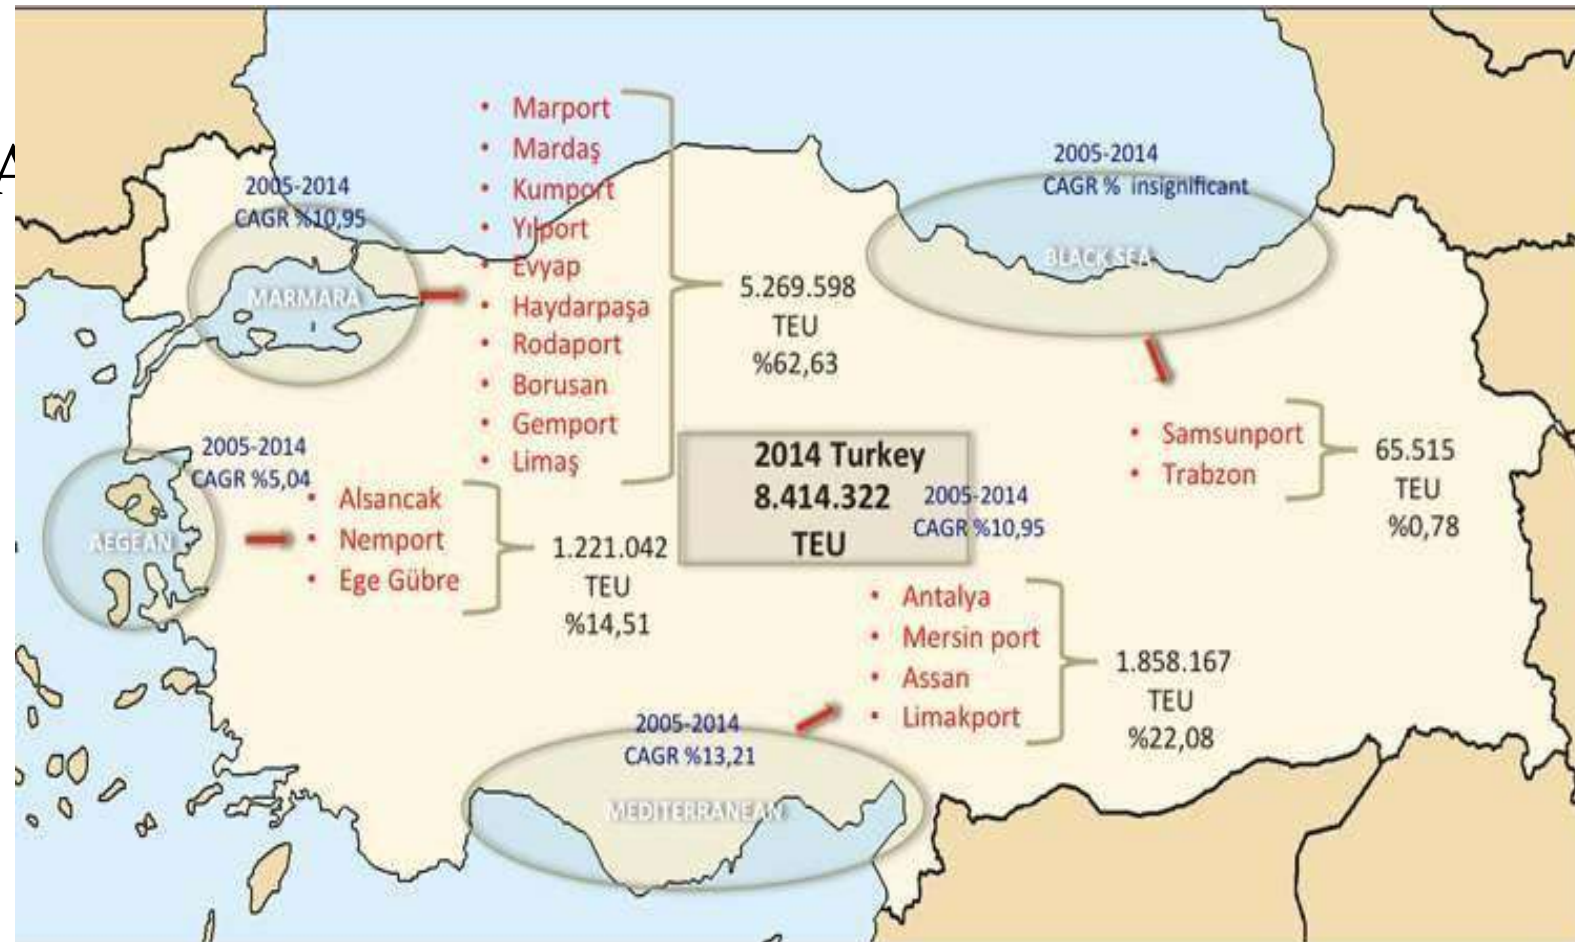 A
2005-2014
CAGR %10,95
MARMARA
• Marport
• Mardaş
• Kumport
• Yılport
• Evyap
• Haydarpaşa
• Rodaport
• Borusan
• Gemport
• Limaş
5.269.598
TEU
%62,63
2005-2014
CAGR % insignificant
BLACK SEA
• Samsunport
• Trabzon
65.515
TEU
%0,78
2005-2014
CAGR %5,04
AEGEAN
• Alsancak
• Nemport
• Ege Gübre
1.221.042
TEU
%14,51
2014 Turkey
8.414.322
TEU
2005-2014
CAGR %10,95
• Antalya
• Mersin port
• Assan
• Limakport
1.858.167
TEU
%22,08
2005-2014
CAGR %13,21
MEDITERRANEAN